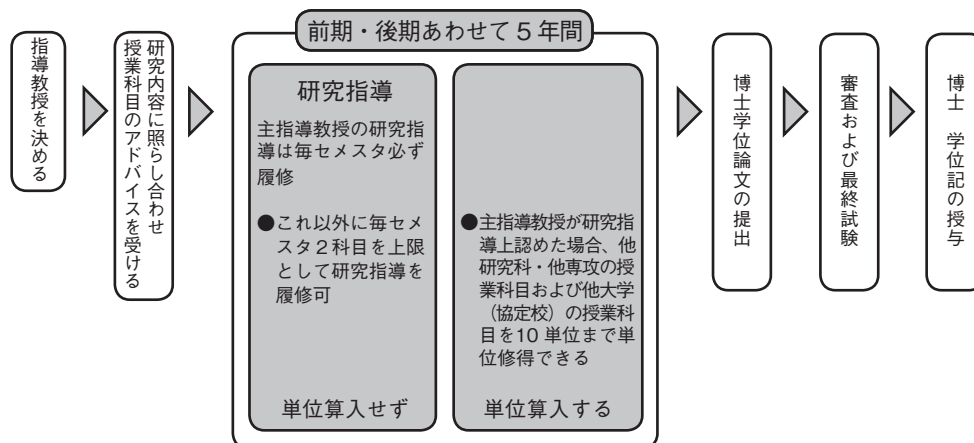 指導教授を決める
研究内容に照らし合わせ
授業科目のアドバイスを受ける
前期・後期あわせて5年間
研究指導
主指導教授の研究指
導は毎セメスタ必ず
履修
●これ以外に毎セメ
スタ2科目を上限
として研究指導を
履修可
単位算入せず
●主指導教授が研究指
導上認めた場合、他
研究科・他専攻の授
業科目および他大学
（協定校）の授業科
目を10 単位まで単
位修得できる
単位算入する
博士学位論文の提出
審査および最終試験
博士 学位記の授与